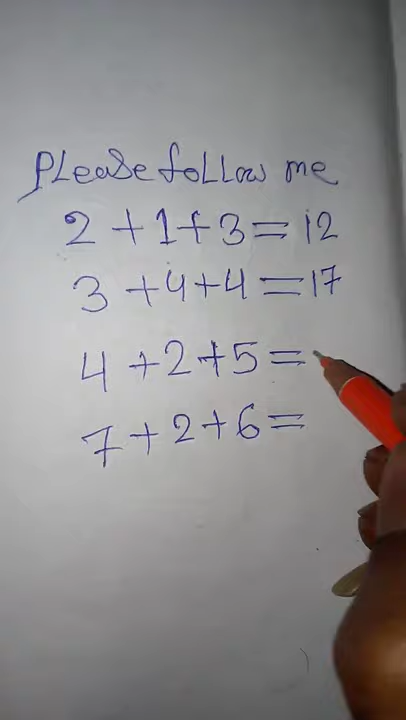 Please follow me
2 + 1 + 3 = 12
3 + 4 + 4 = 17
4 + 2 + 5 =
7 + 2 + 6 =